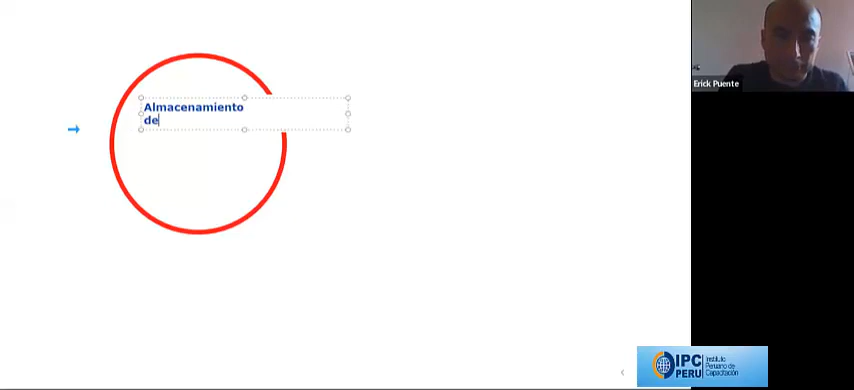 Almacenamiento
de
Erick Puente
IPC
PERU
Instituto
Peruano de
Capacitación